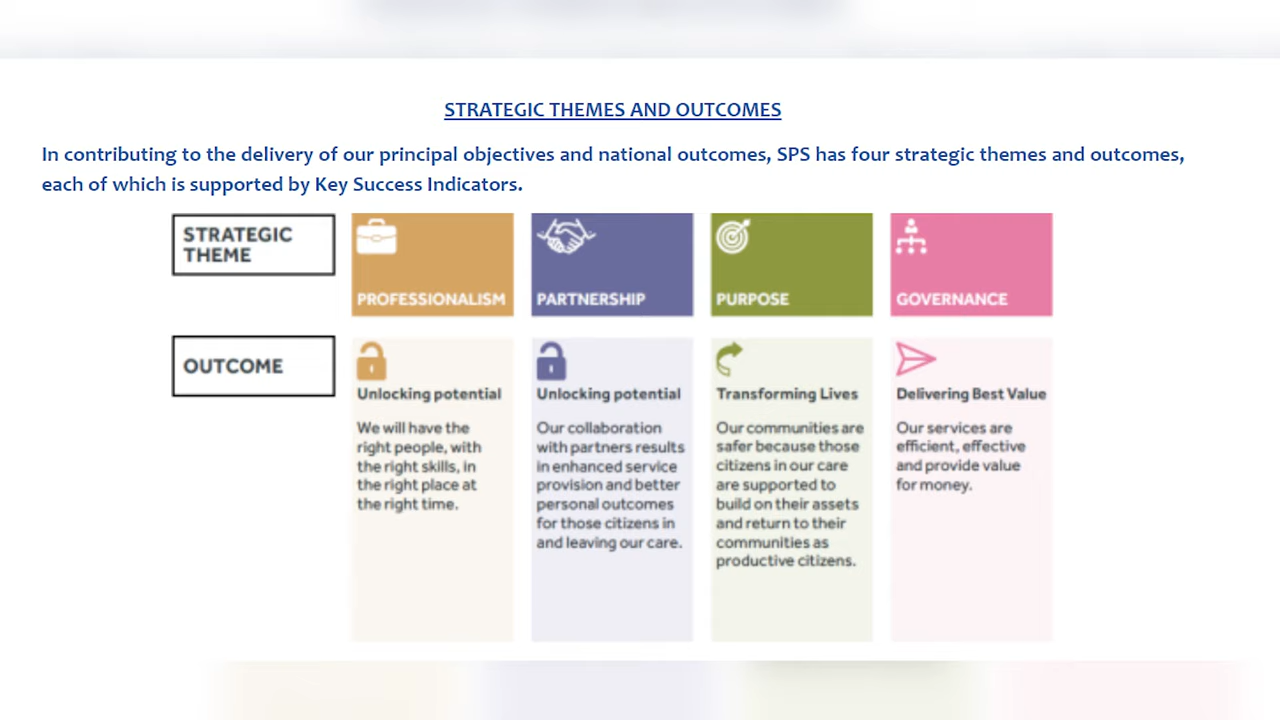 STRATEGIC THEMES AND OUTCOMES
In contributing to the delivery of our principal objectives and national outcomes, SPS has four strategic themes and outcomes,
each of which is supported by Key Success Indicators.
STRATEGIC
THEME
PROFESSIONALISM
PARTNERSHIP
PURPOSE
GOVERNANCE
OUTCOME
Unlocking potential
We will have the
right people, with
the right skills, in
the right place at
the right time.
Unlocking potential
Our collaboration
with partners results
in enhanced service
provision and better
personal outcomes
for those citizens in
and leaving our care.
Transforming Lives
Our communities are
safer because those
citizens in our care
are supported to
build on their assets
and return to their
communities as
productive citizens.
Delivering Best Value
Our services are
efficient, effective
and provide value
for money.